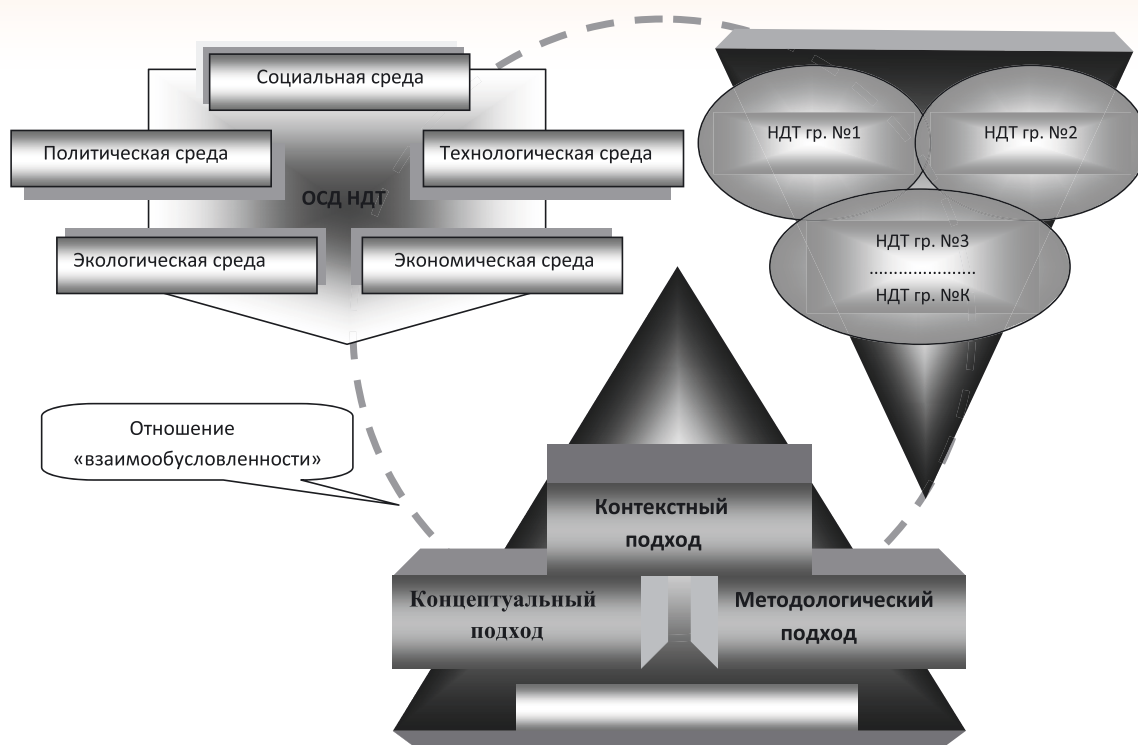 Социальная среда
Политическая среда
Технологическая среда
ОСД НДТ
Экологическая среда
Экономическая среда
НДТ гр. №1
НДТ гр. №2
НДТ гр. №3
......................
НДТ гр. №К
Отношение
«взаимообусловленности»
Контекстный
подход
Концептуальный
подход
Методологический
подход